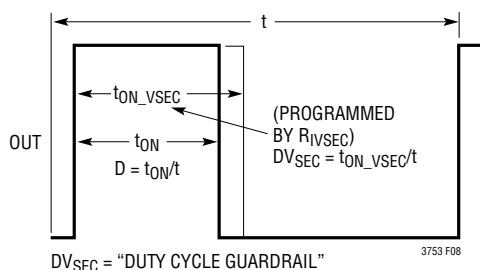 t
tON_VSEC
(PROGRAMMED
BY RIVSEC)
DVSEC = tON_VSEC/t
tON
D = tON/t
OUT
3753 F08
DVSEC = “DUTY CYCLE GUARDRAIL”